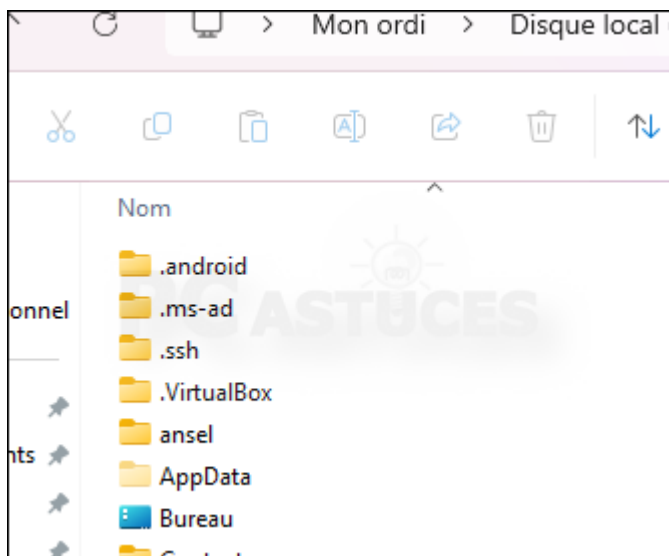 Mon ordi > Disque local
Nom
.android
onnel
.ms-ad
PC ASTUCES
.ssh
.VirtualBox
ansel
nts
AppData
Bureau